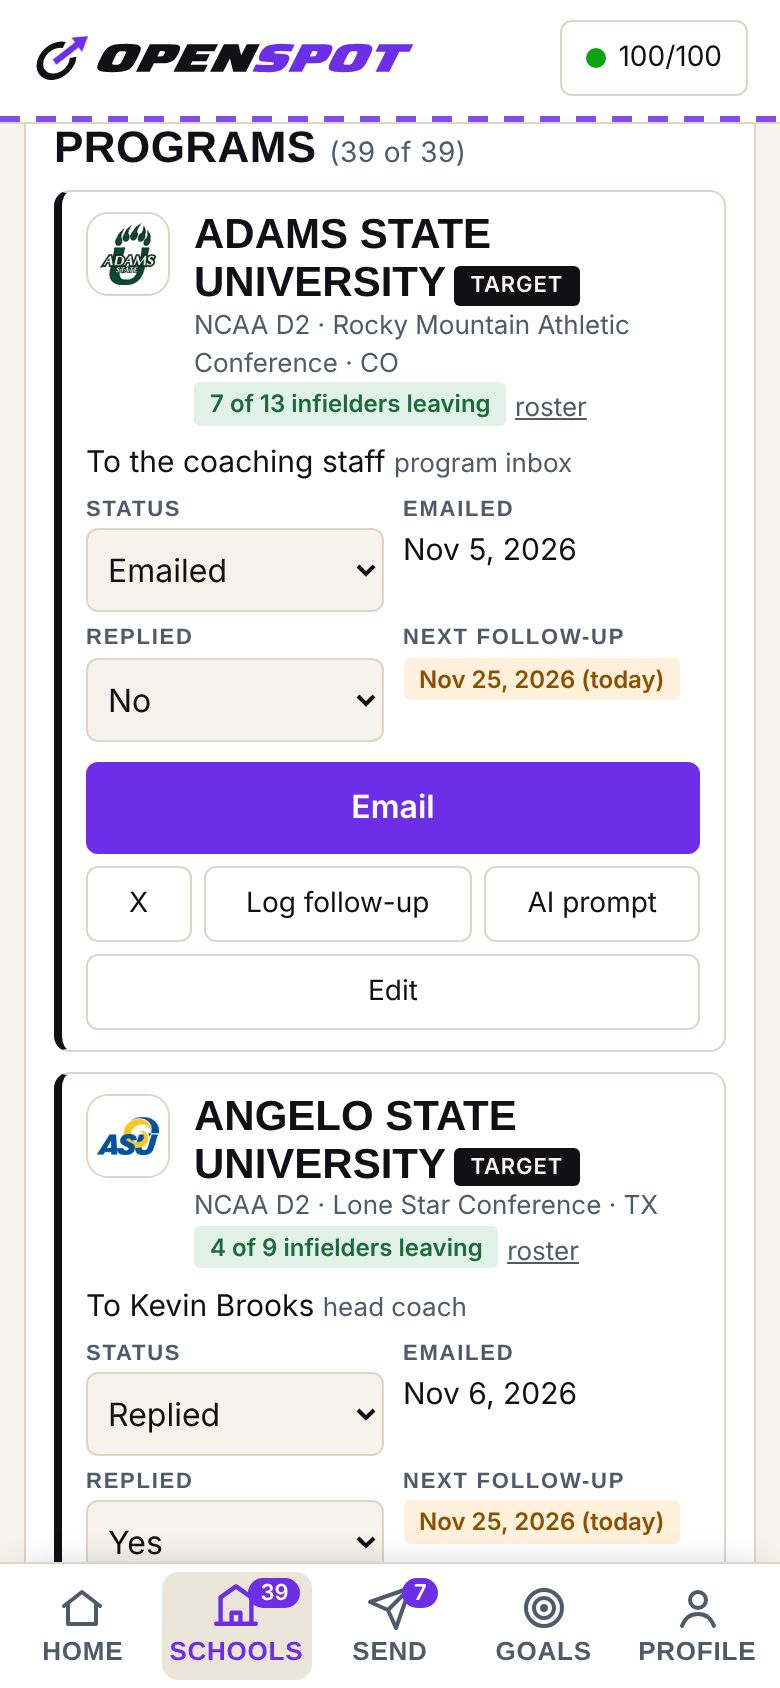 OPENSPOT
100/100
PROGRAMS (39 of 39)
ADAMS STATE
ADAMS STATE
UNIVERSITY TARGET
NCAA D2 · Rocky Mountain Athletic
Conference · CO
7 of 13 infielders leaving roster
To the coaching staff program inbox
STATUS EMAILED
Emailed Nov 5, 2026
REPLIED NEXT FOLLOW-UP
No Nov 25, 2026 (today)
Email
X Log follow-up AI prompt
Edit
ASU
ANGELO STATE
UNIVERSITY TARGET
NCAA D2 · Lone Star Conference · TX
4 of 9 infielders leaving roster
To Kevin Brooks head coach
STATUS EMAILED
Replied Nov 6, 2026
REPLIED NEXT FOLLOW-UP
Yes Nov 25, 2026 (today)
39 7
HOME SCHOOLS SEND GOALS PROFILE